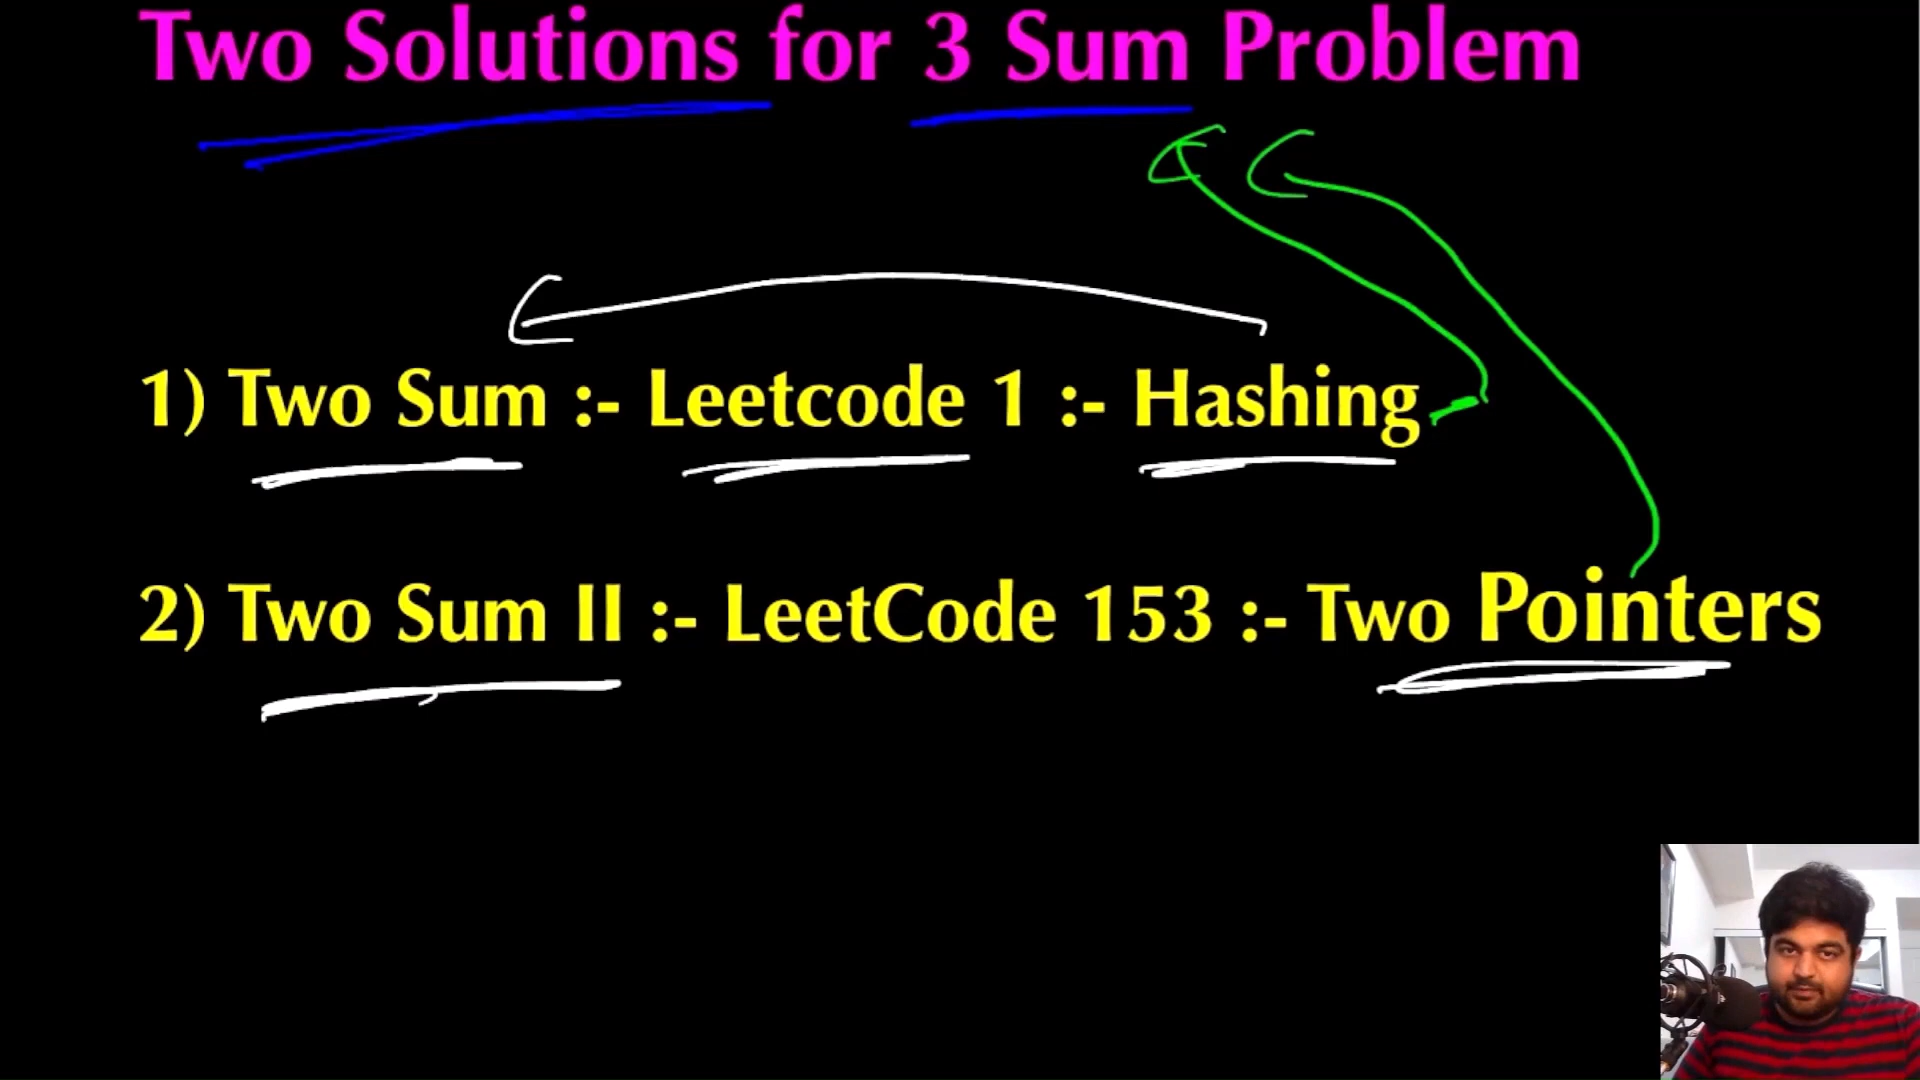 Two Solutions for 3 Sum Problem
1) Two Sum :- Leetcode 1 :- Hashing
2) Two Sum II :- LeetCode 153 :- Two Pointers